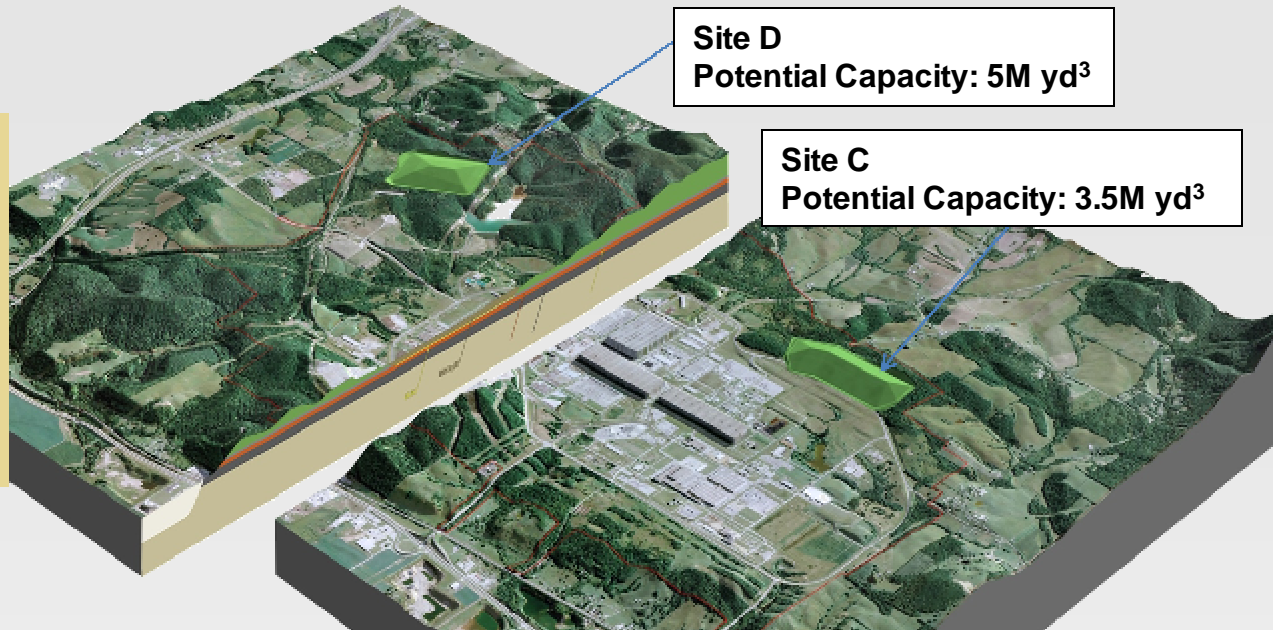 Site D
Potential Capacity: 5M yd³
Site C
Potential Capacity: 3.5M yd³